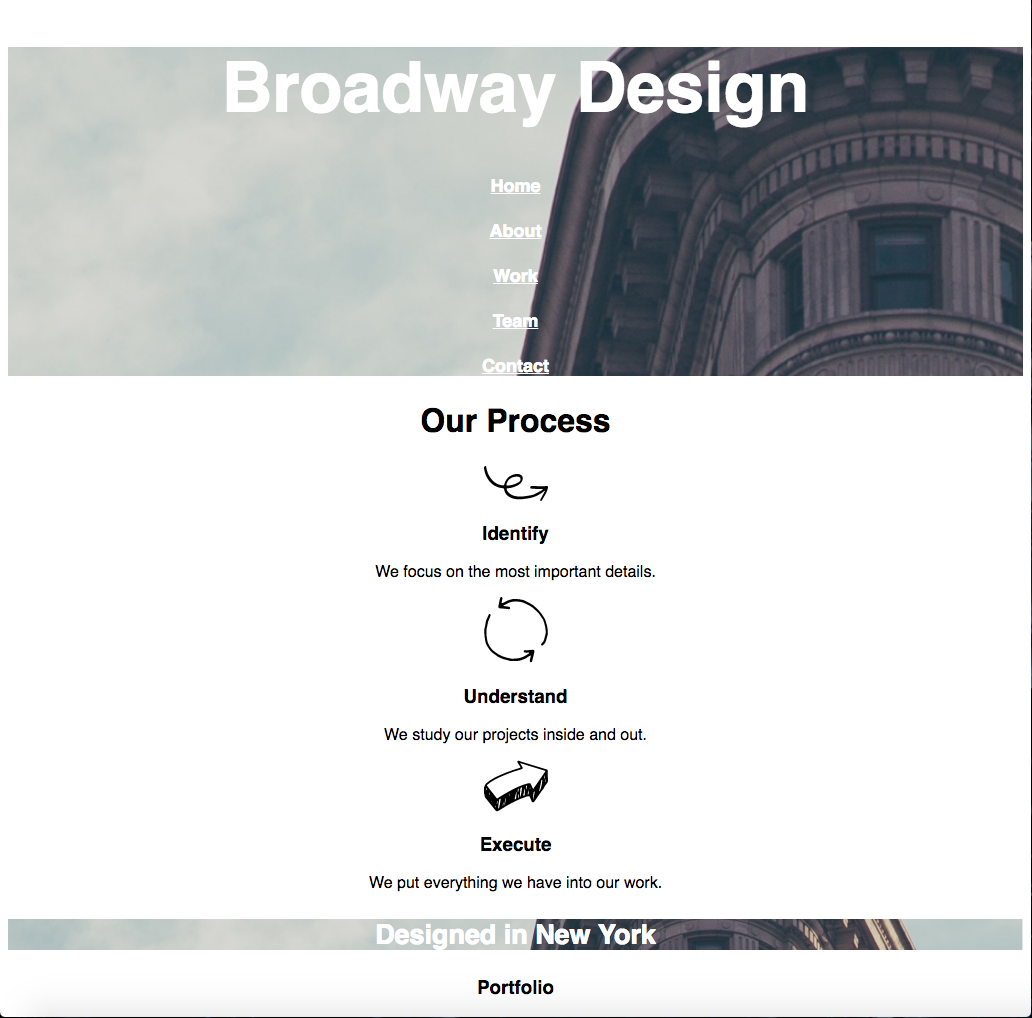 Broadway Design
Home
About
Work
Team
Contact
Our Process
Identify
We focus on the most important details.
Understand
We study our projects inside and out.
Execute
We put everything we have into our work.
Designed in New York
Portfolio